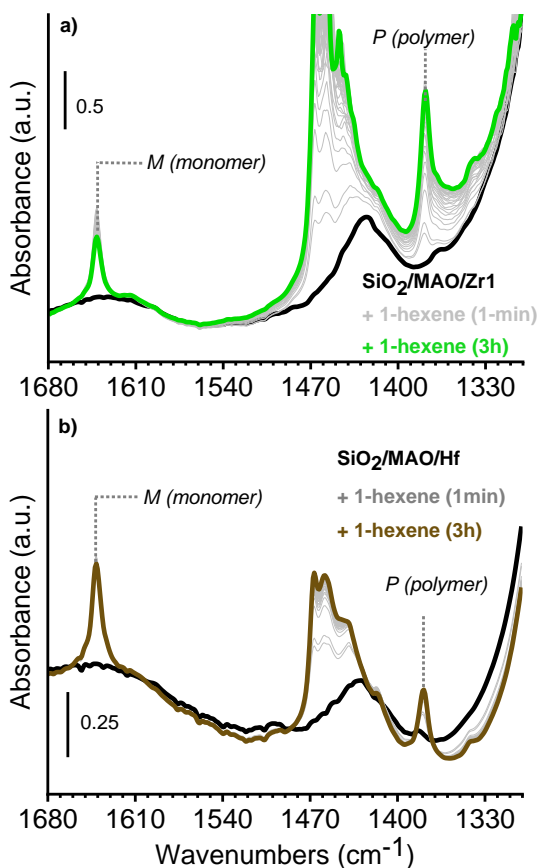 a)
P (polymer)
0.5
M (monomer)
Absorbance (a.u.)
SiO2/MAO/Zr1
+ 1-hexene (1-min)
+ 1-hexene (3h)
1680 1610 1540 1470 1400 1330
b)
SiO2/MAO/Hf
M (monomer)
+ 1-hexene (1min)
+ 1-hexene (3h)
P (polymer)
Absorbance (a.u.)
0.25
1680 1610 1540 1470 1400 1330
Wavenumbers (cm-1)